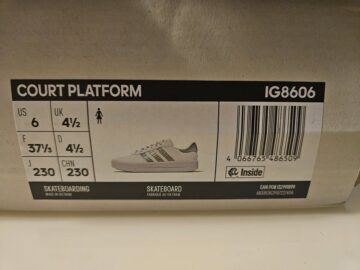 COURT PLATFORM
IG8606
US 6 UK 4½
F 37⅓ D 4½
J 230 CHN 230
4 066765 486509
Inside
SKATEBOARDING
SKATEBOARD